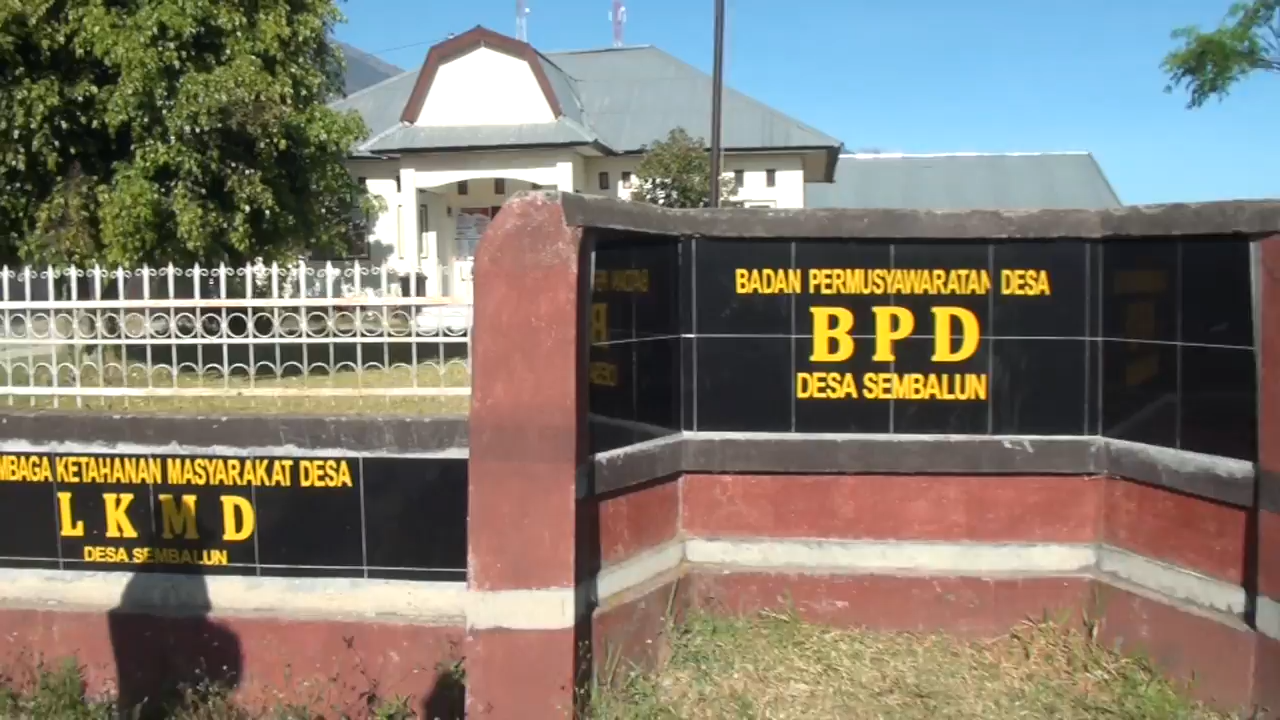 BADAN PERMUSYAWARATAN DESA
BPD
DESA SEMBALUN
MBAGA KETAHANAN MASYARAKAT DESA
LKMD
DESA SEMBALUN